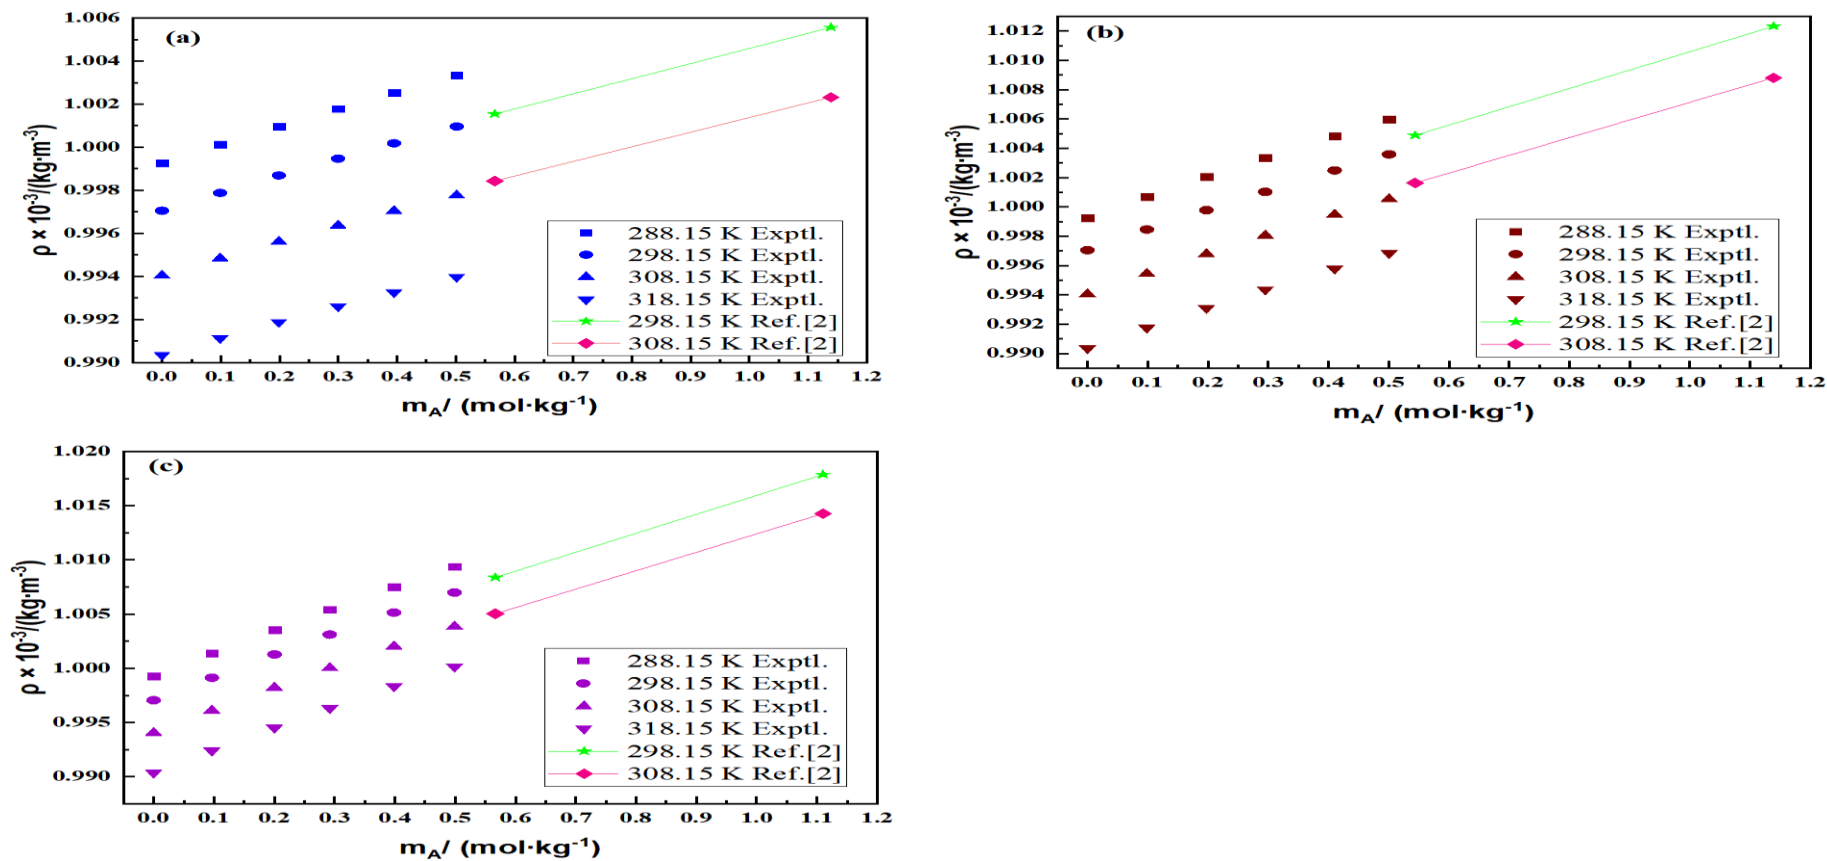 (a)
1.006
1.004
1.002
1.000
0.998
0.996
0.994
0.992
0.990
ρ × 10⁻³/(kg·m⁻³)
288.15 K Exptl.
298.15 K Exptl.
308.15 K Exptl.
318.15 K Exptl.
298.15 K Ref.[2]
308.15 K Ref.[2]
0.0 0.1 0.2 0.3 0.4 0.5 0.6 0.7 0.8 0.9 1.0 1.1 1.2
m_A/ (mol·kg⁻¹)
(b)
1.012
1.010
1.008
1.006
1.004
1.002
1.000
0.998
0.996
0.994
0.992
0.990
ρ × 10⁻³/(kg·m⁻³)
288.15 K Exptl.
298.15 K Exptl.
308.15 K Exptl.
318.15 K Exptl.
298.15 K Ref.[2]
308.15 K Ref.[2]
0.0 0.1 0.2 0.3 0.4 0.5 0.6 0.7 0.8 0.9 1.0 1.1 1.2
m_A/ (mol·kg⁻¹)
(c)
1.020
1.015
1.010
1.005
1.000
0.995
0.990
ρ × 10⁻³/(kg·m⁻³)
288.15 K Exptl.
298.15 K Exptl.
308.15 K Exptl.
318.15 K Exptl.
298.15 K Ref.[2]
308.15 K Ref.[2]
0.0 0.1 0.2 0.3 0.4 0.5 0.6 0.7 0.8 0.9 1.0 1.1 1.2
m_A/ (mol·kg⁻¹)